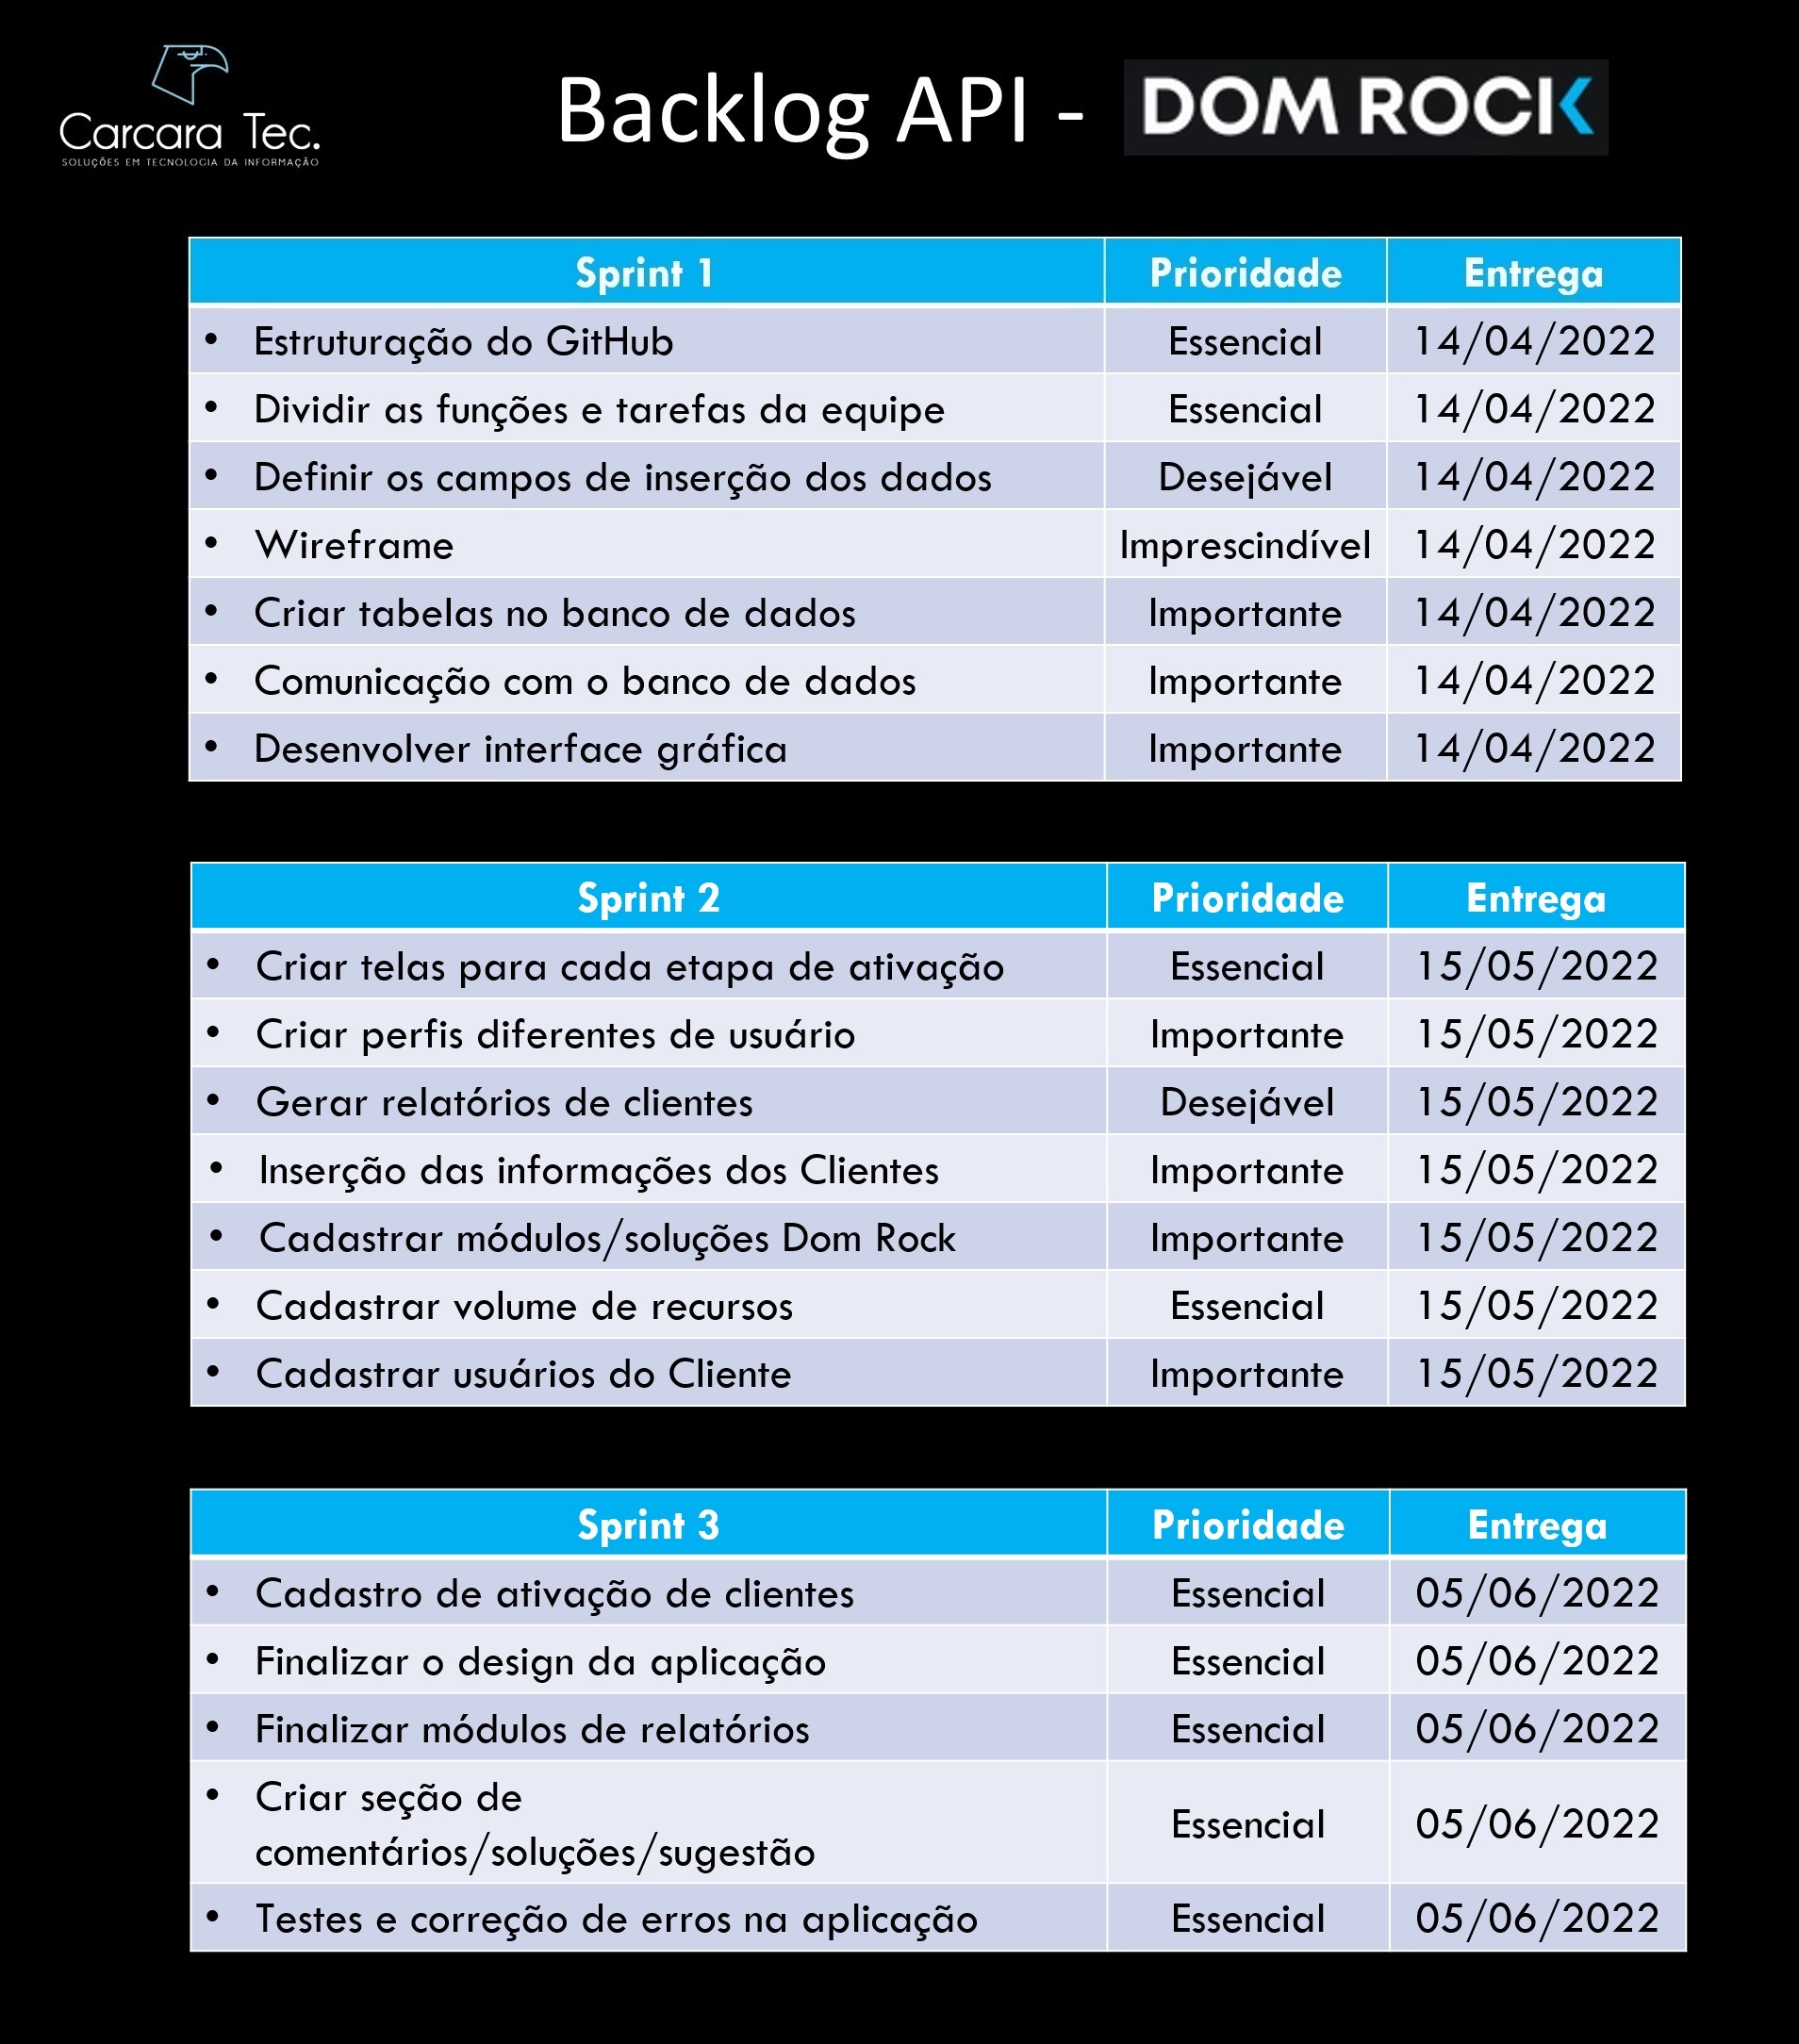 Carcara Tec.
SOLUÇÕES EM TECNOLOGIA DA INFORMAÇÃO
Backlog API - DOM ROCK
Sprint 1 Prioridade Entrega
• Estruturação do GitHub Essencial 14/04/2022
• Dividir as funções e tarefas da equipe Essencial 14/04/2022
• Definir os campos de inserção dos dados Desejável 14/04/2022
• Wireframe Imprescindível 14/04/2022
• Criar tabelas no banco de dados Importante 14/04/2022
• Comunicação com o banco de dados Importante 14/04/2022
• Desenvolver interface gráfica Importante 14/04/2022
Sprint 2 Prioridade Entrega
• Criar telas para cada etapa de ativação Essencial 15/05/2022
• Criar perfis diferentes de usuário Importante 15/05/2022
• Gerar relatórios de clientes Desejável 15/05/2022
• Inserção das informações dos Clientes Importante 15/05/2022
• Cadastrar módulos/soluções Dom Rock Importante 15/05/2022
• Cadastrar volume de recursos Essencial 15/05/2022
• Cadastrar usuários do Cliente Importante 15/05/2022
Sprint 3 Prioridade Entrega
• Cadastro de ativação de clientes Essencial 05/06/2022
• Finalizar o design da aplicação Essencial 05/06/2022
• Finalizar módulos de relatórios Essencial 05/06/2022
• Criar seção de
comentários/soluções/sugestão Essencial 05/06/2022
• Testes e correção de erros na aplicação Essencial 05/06/2022